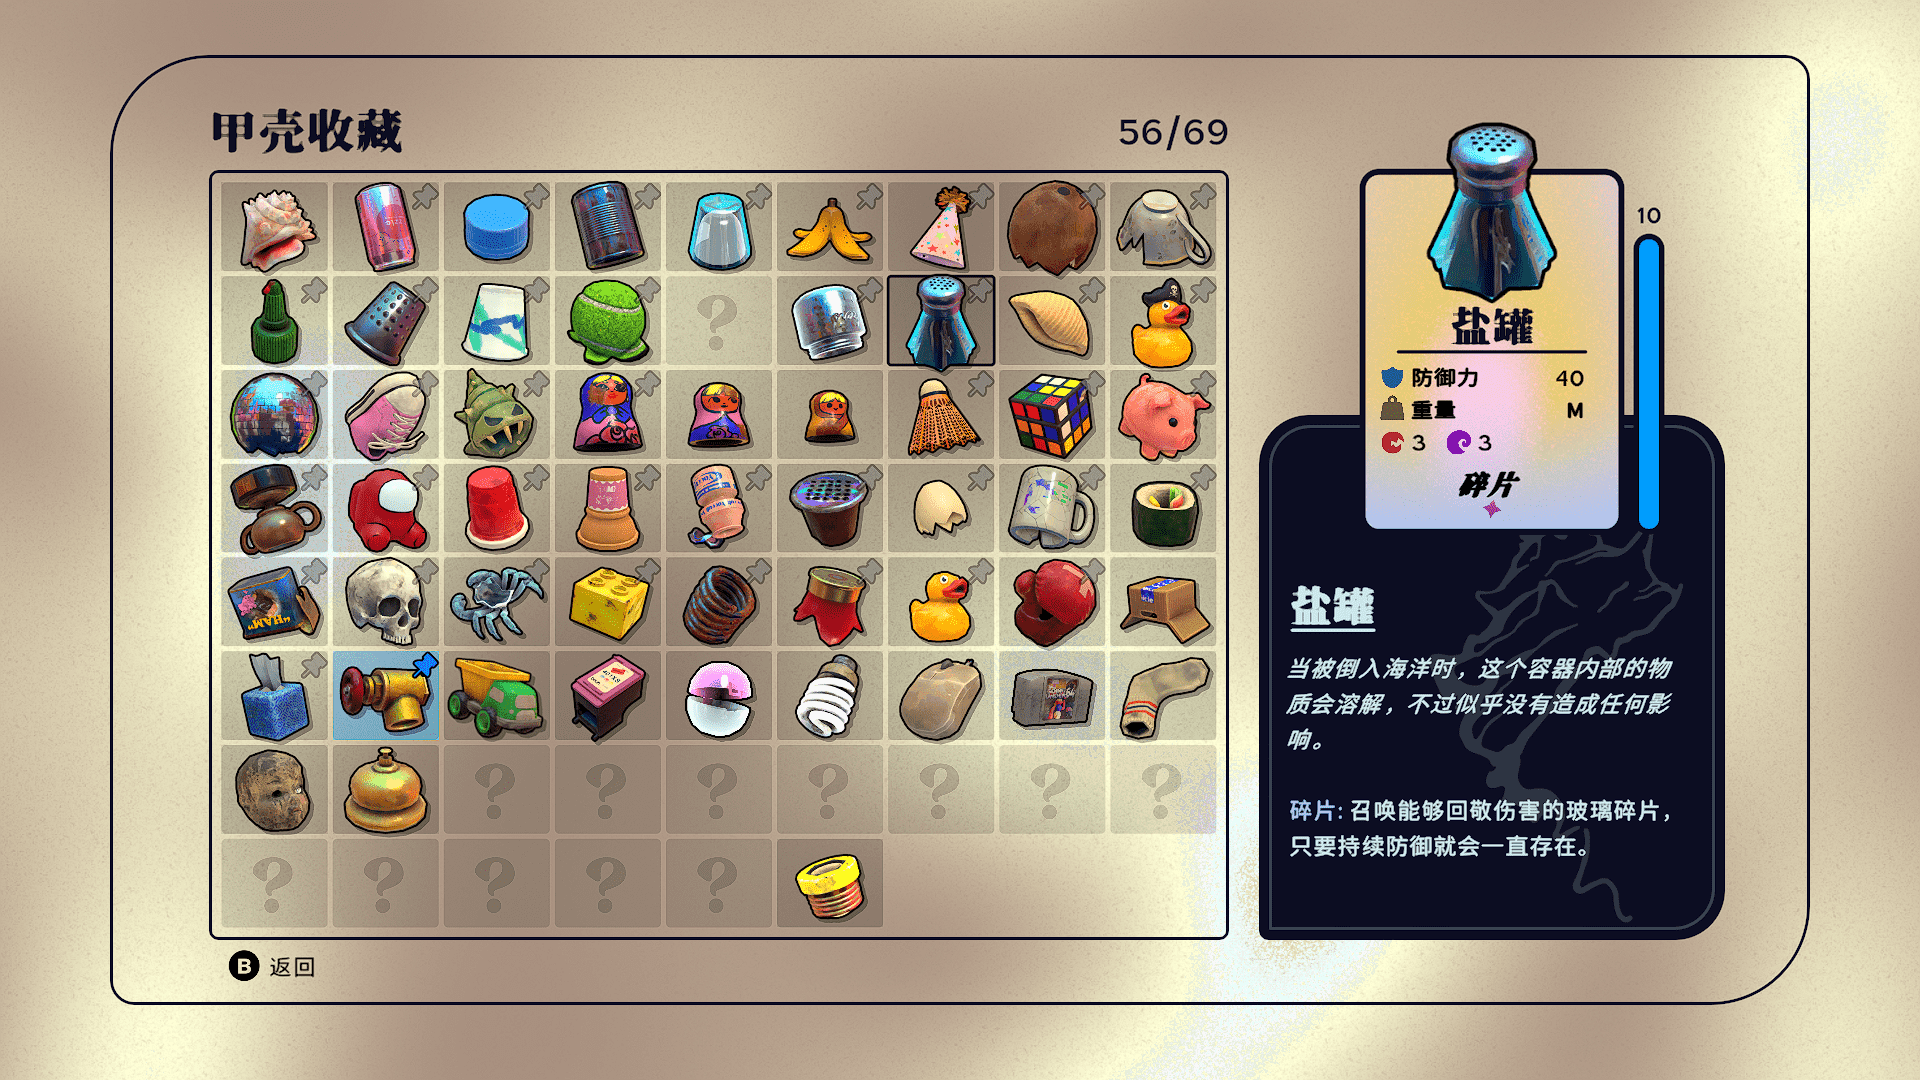 甲壳收藏
56/69
10
盐罐
防御力 40
重量 M
3 3
碎片
盐罐
当被倒入海洋时，这个容器内部的物
质会溶解，不过似乎没有造成任何影
响。
碎片: 召唤能够回敬伤害的玻璃碎片，
只要持续防御就会一直存在。
"HAM"
B 返回